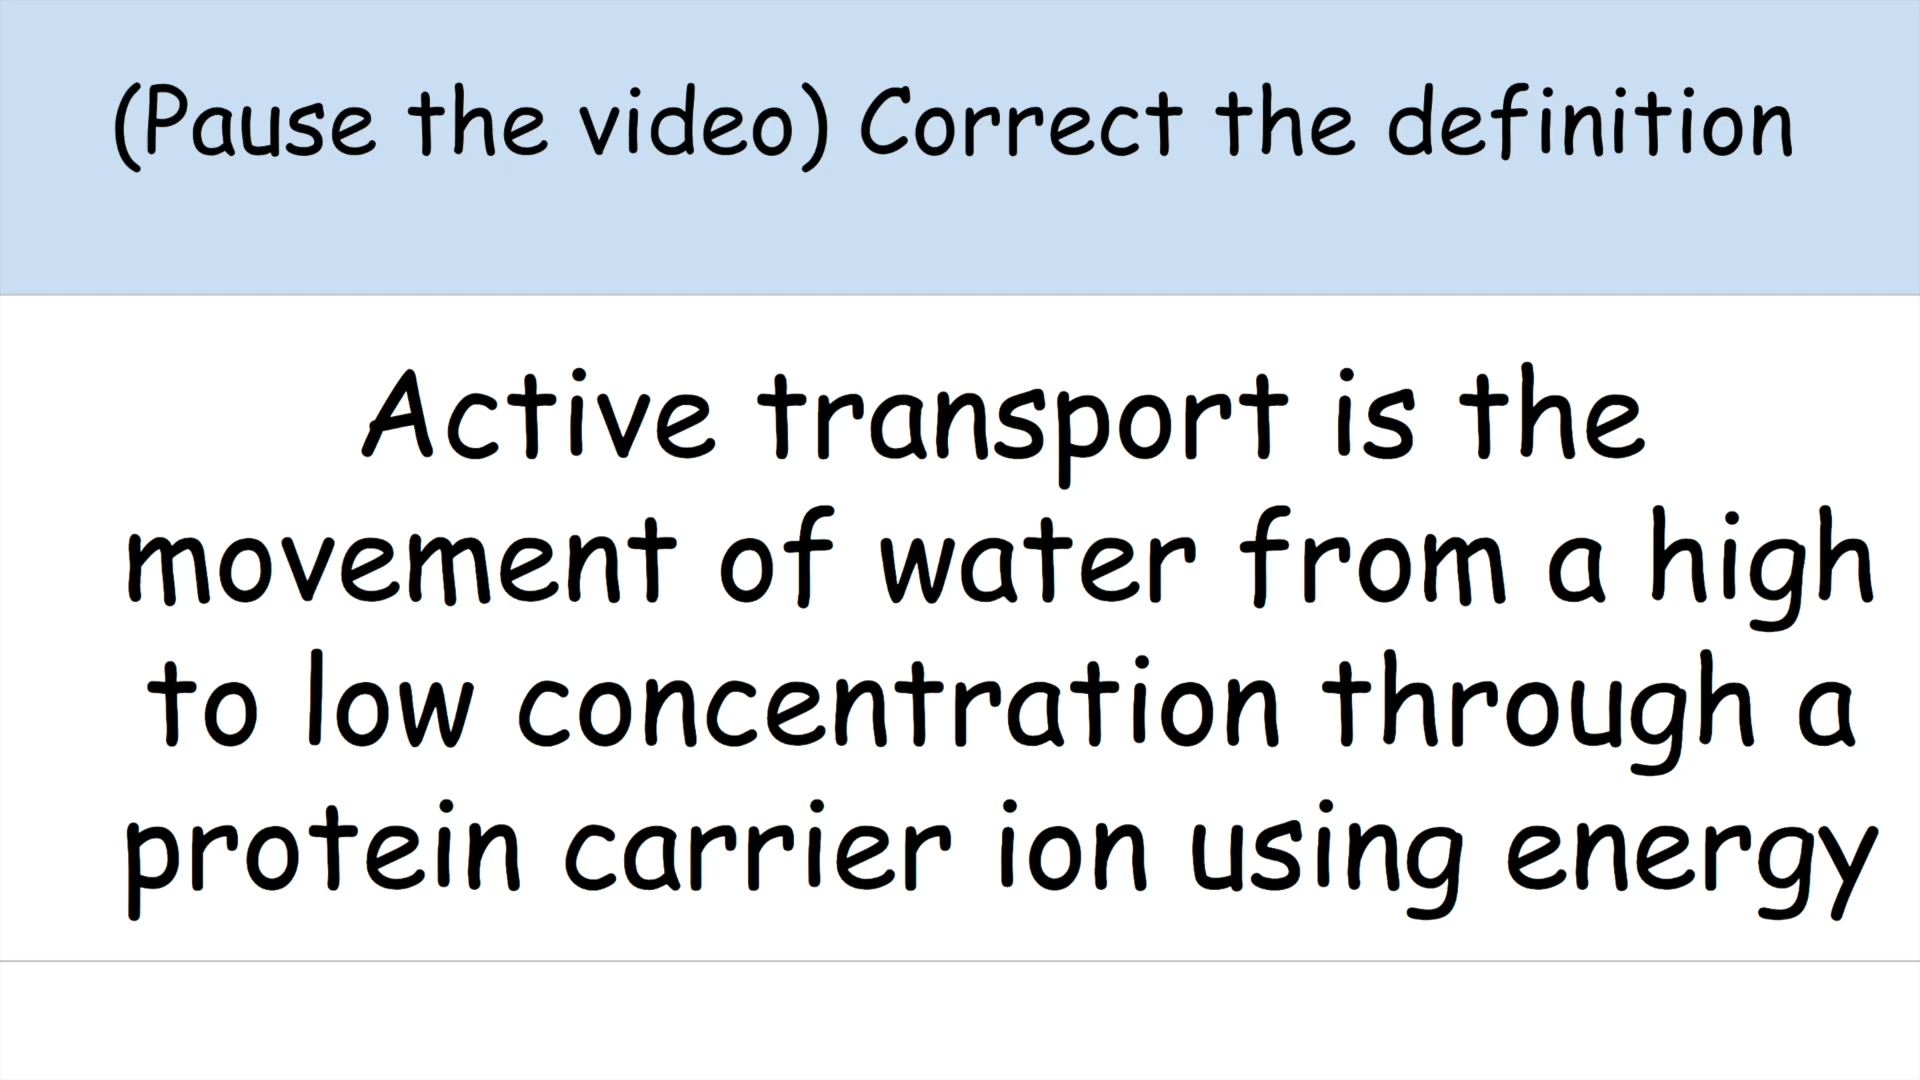 (Pause the video) Correct the definition
Active transport is the
movement of water from a high
to low concentration through a
protein carrier ion using energy